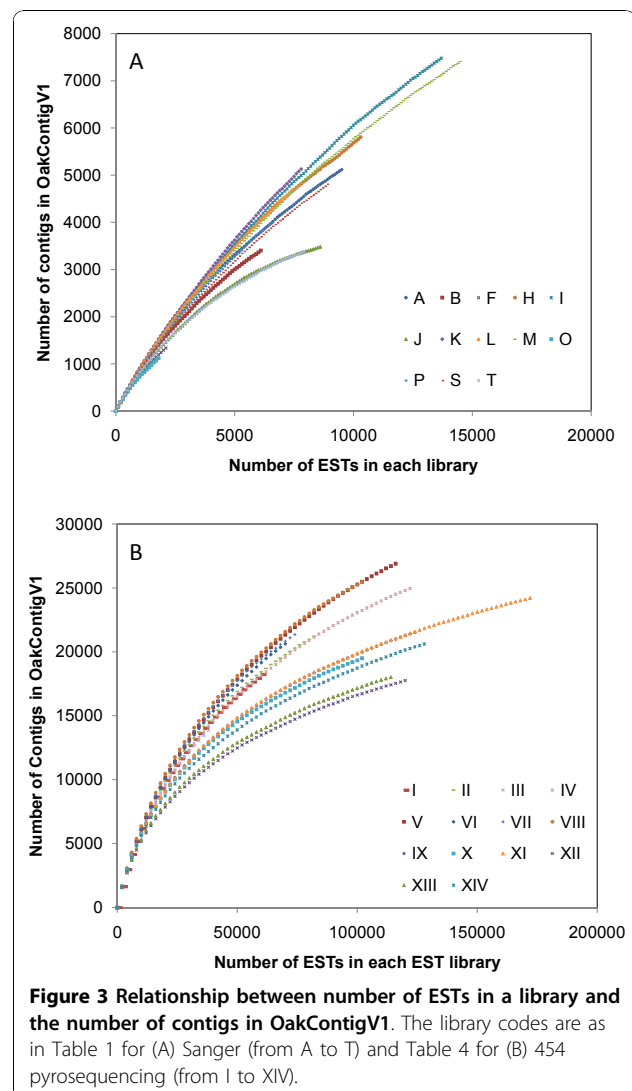 A
8000
7000
6000
5000
4000
3000
2000
1000
0
Number of contigs in OakContigV1
0 5000 10000 15000 20000
Number of ESTs in each library
A B F H I
J K L M O
P S T
B
30000
25000
20000
15000
10000
5000
0
Number of Contigs in OakContigV1
0 50000 100000 150000 200000
Number of ESTs in each EST library
I II III IV
V VI VII VIII
IX X XI XII
XIII XIV
Figure 3 Relationship between number of ESTs in a library and
the number of contigs in OakContigV1. The library codes are as
in Table 1 for (A) Sanger (from A to T) and Table 4 for (B) 454
pyrosequencing (from I to XIV).